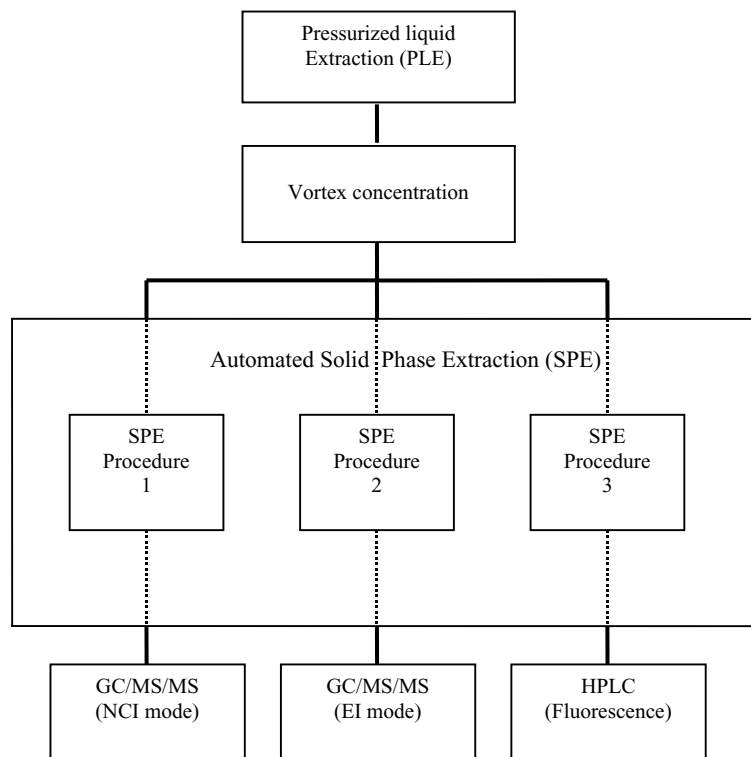 Pressurized liquid
Extraction (PLE)
Vortex concentration
Automated Solid Phase Extraction (SPE)
SPE
Procedure
1
SPE
Procedure
2
SPE
Procedure
3
GC/MS/MS
(NCI mode)
GC/MS/MS
(EI mode)
HPLC
(Fluorescence)